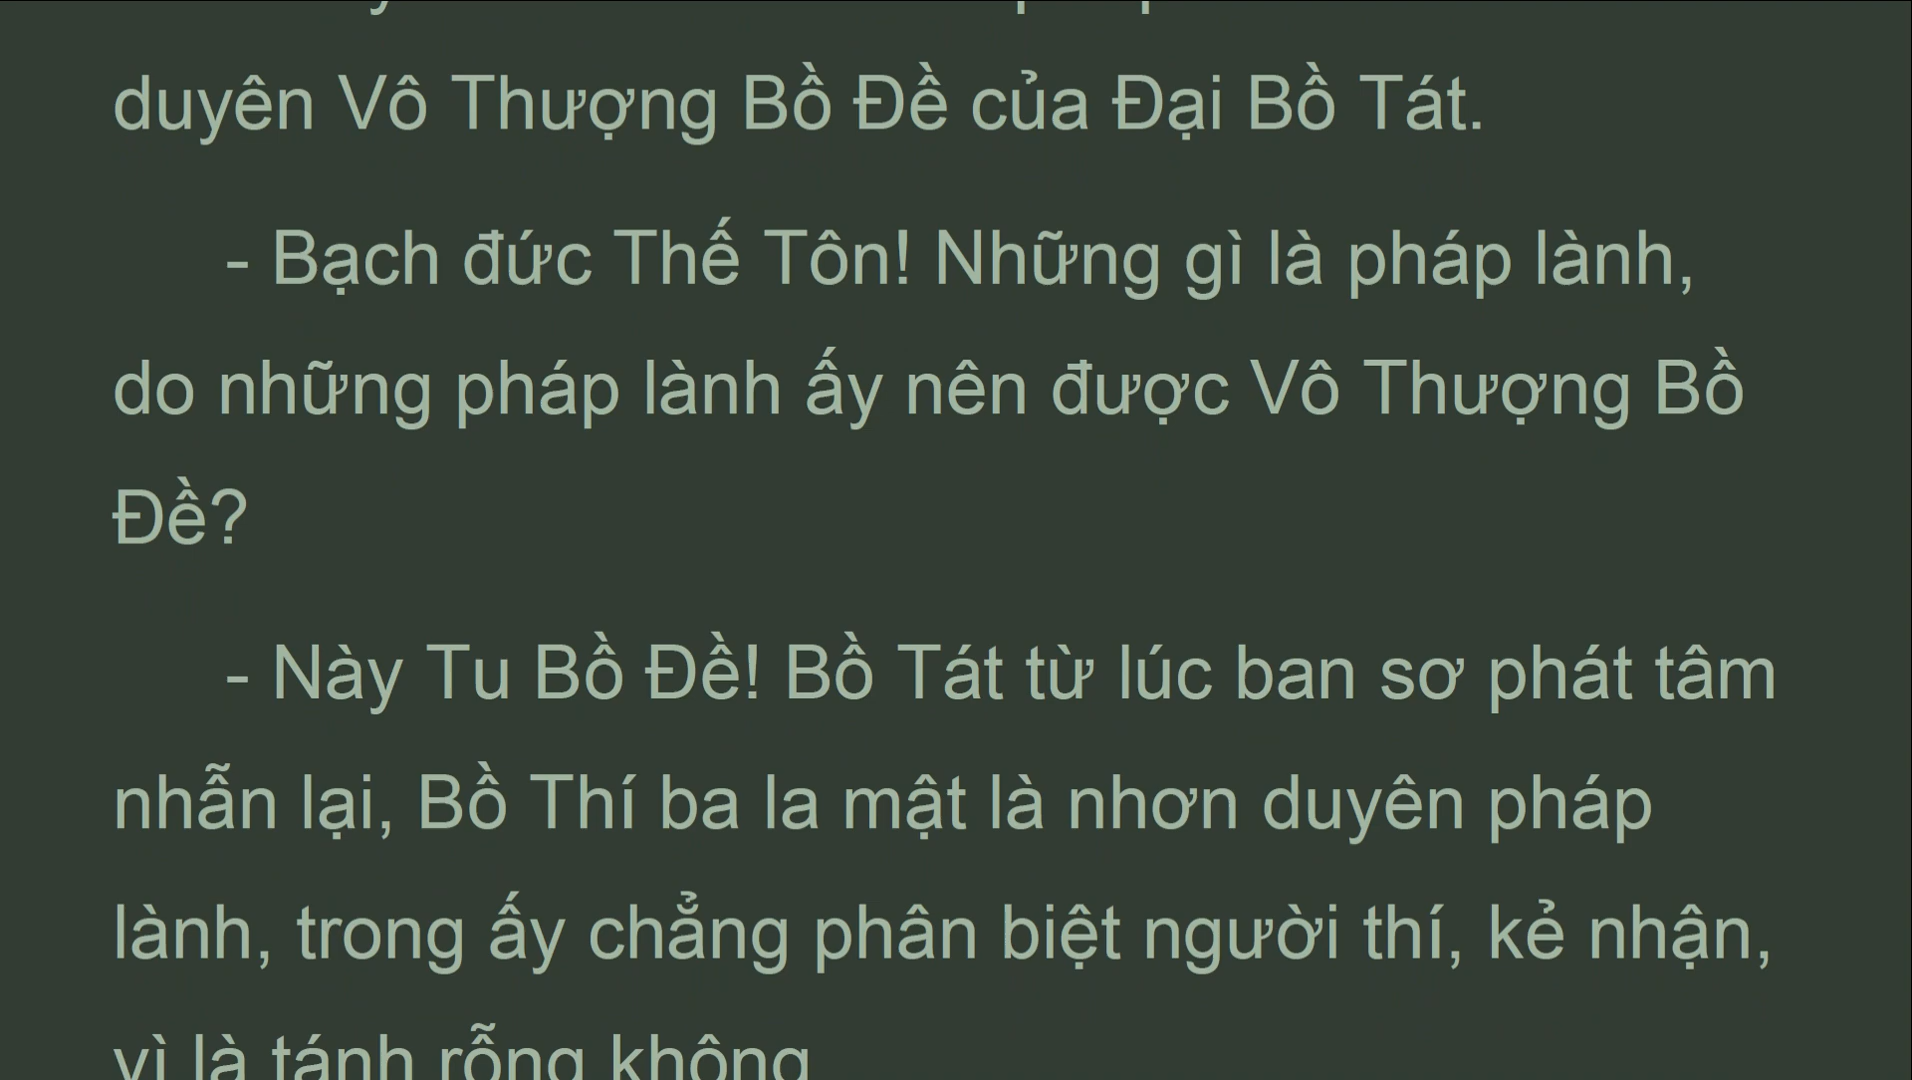 duyên Vô Thượng Bồ Đề của Đại Bồ Tát.
- Bạch đức Thế Tôn! Những gì là pháp lành,
do những pháp lành ấy nên được Vô Thượng Bồ
Đề?
- Này Tu Bồ Đề! Bồ Tát từ lúc ban sơ phát tâm
nhẫn lại, Bồ Thí ba la mật là nhơn duyên pháp
lành, trong ấy chẳng phân biệt người thí, kẻ nhận,
vì là tánh rỗng không